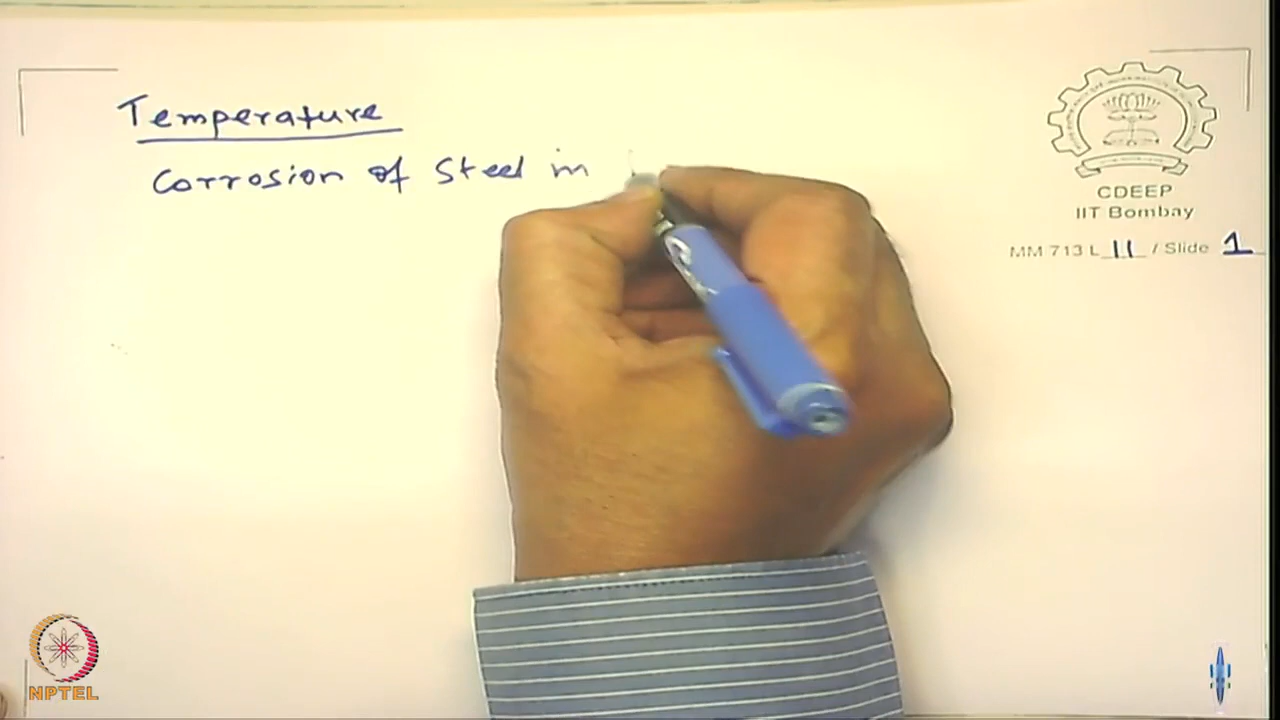 Temperature
Corrosion of Steel in
CDEEP
IIT Bombay
MM 713 L 11 / Slide 1
NPTEL